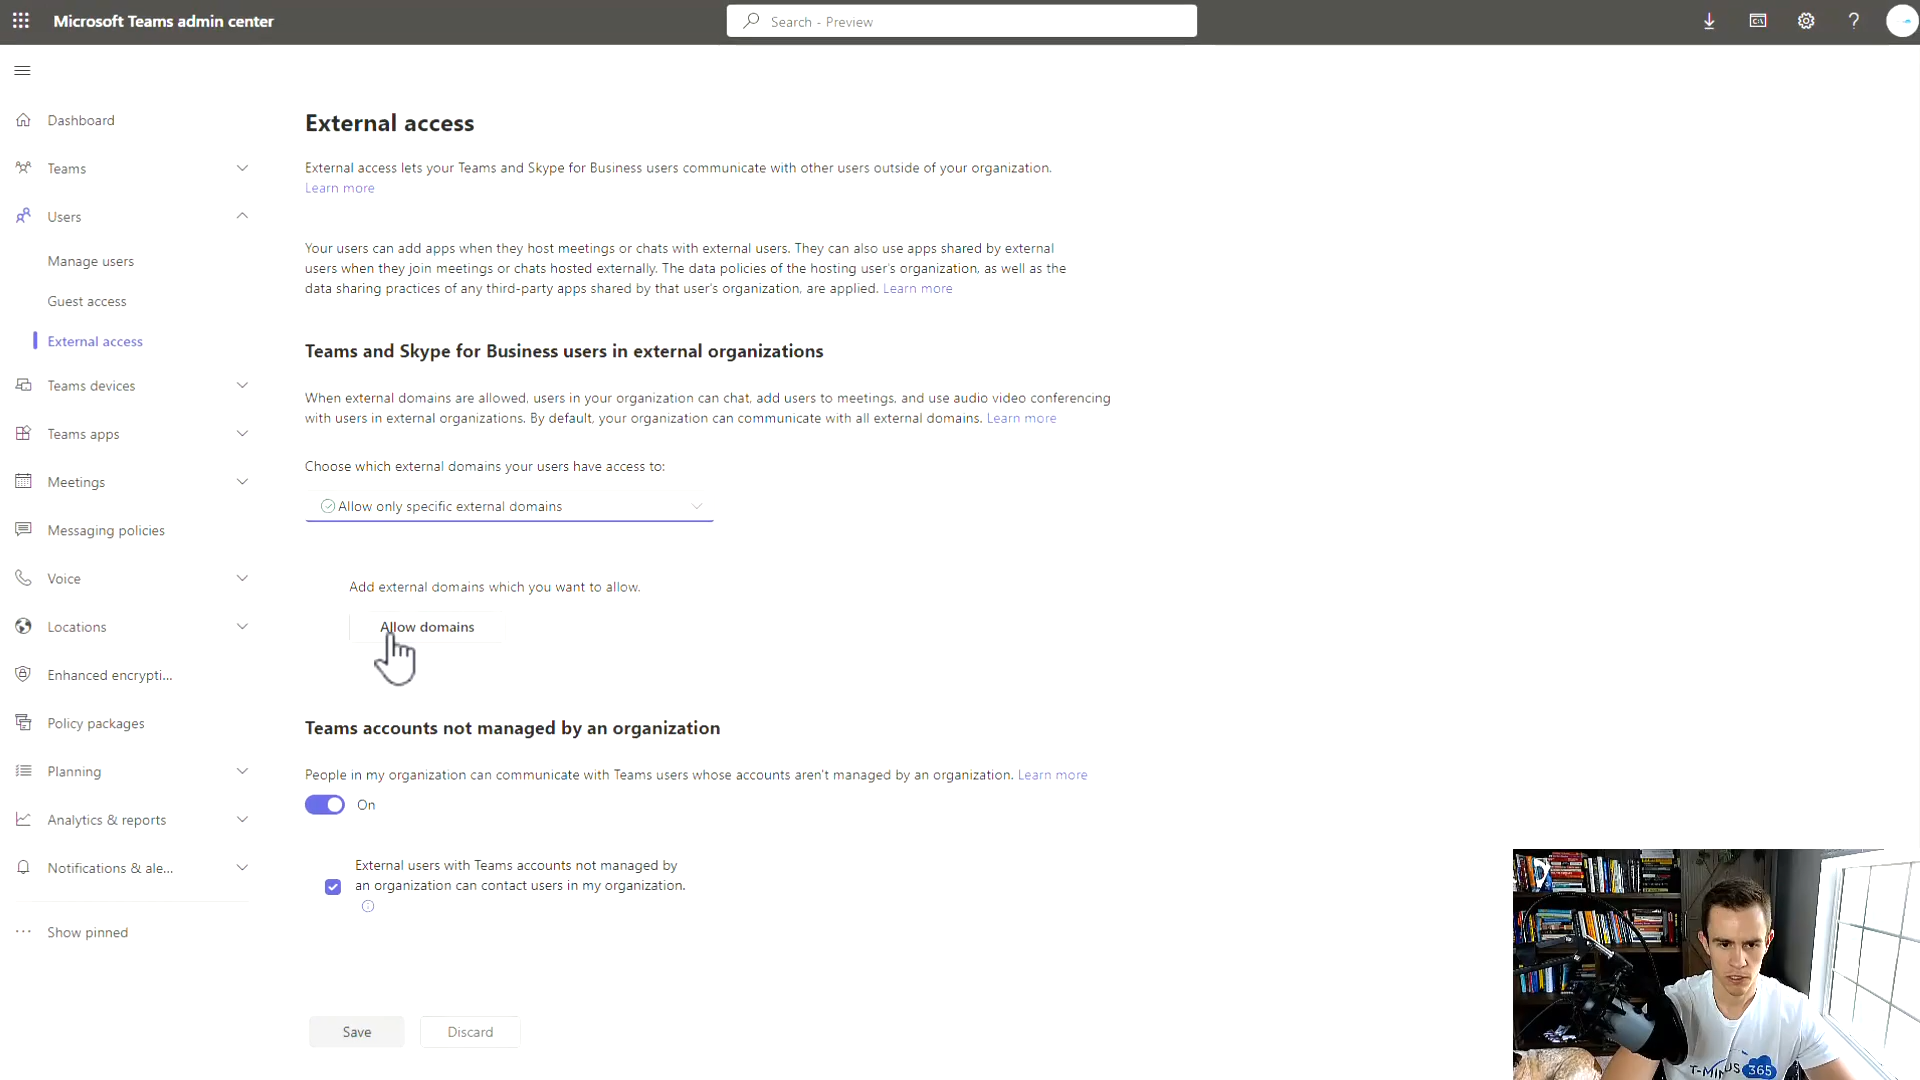 Microsoft Teams admin center
Search - Preview
?
Dashboard
Teams
Users
Manage users
Guest access
External access
Teams devices
Teams apps
Meetings
Messaging policies
Voice
Locations
Enhanced encrypti...
Policy packages
Planning
Analytics & reports
Notifications & ale...
Show pinned
External access
External access lets your Teams and Skype for Business users communicate with other users outside of your organization.
Learn more
Your users can add apps when they host meetings or chats with external users. They can also use apps shared by external
users when they join meetings or chats hosted externally. The data policies of the hosting user's organization, as well as the
data sharing practices of any third-party apps shared by that user's organization, are applied. Learn more
Teams and Skype for Business users in external organizations
When external domains are allowed, users in your organization can chat, add users to meetings, and use audio video conferencing
with users in external organizations. By default, your organization can communicate with all external domains. Learn more
Choose which external domains your users have access to:
Allow only specific external domains
Add external domains which you want to allow.
Allow domains
Teams accounts not managed by an organization
People in my organization can communicate with Teams users whose accounts aren't managed by an organization. Learn more
On
External users with Teams accounts not managed by
an organization can contact users in my organization.
Save
Discard
T-MINUS 365